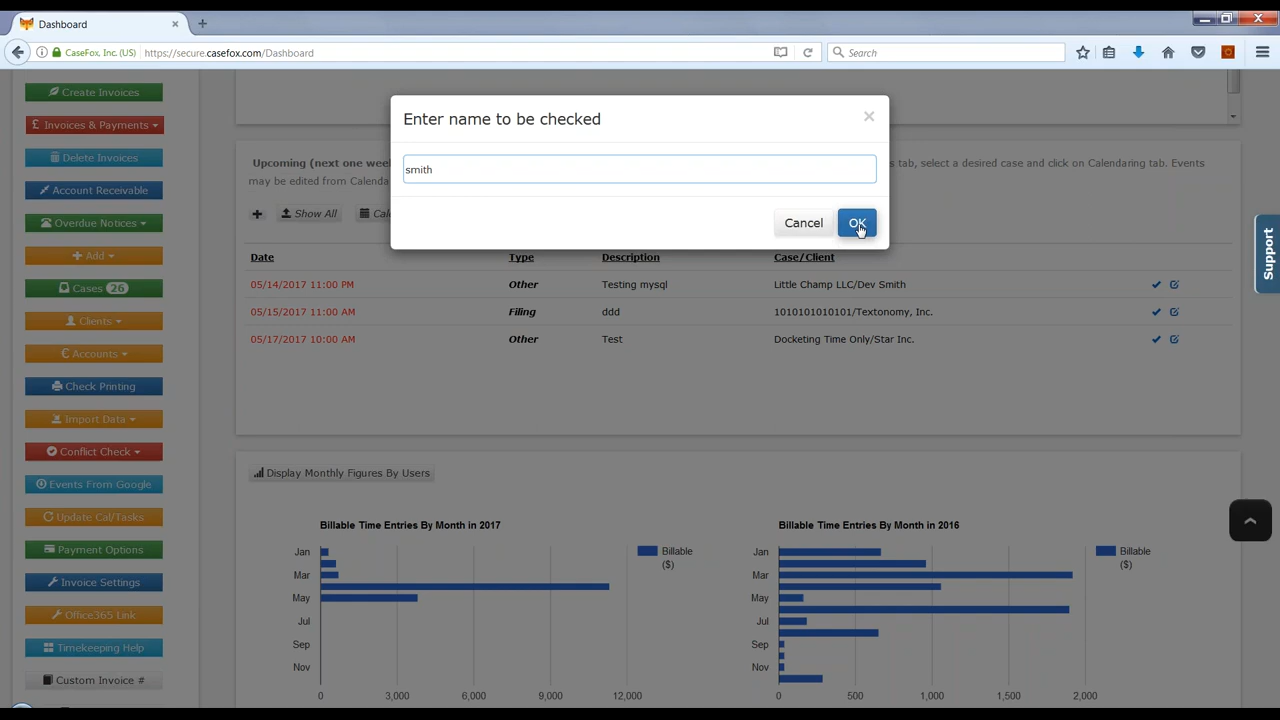 Dashboard
CaseFox, Inc. (US)
https://secure.casefox.com/Dashboard
Search
Create Invoices
£ Invoices & Payments
Delete Invoices
Account Receivable
Overdue Notices
Add
Cases 26
Clients
€ Accounts
Check Printing
Import Data
Conflict Check
Events From Google
Update Cal/Tasks
Payment Options
Invoice Settings
Office365 Link
Timekeeping Help
Custom Invoice #
Enter name to be checked
×
smith
Cancel
OK
Upcoming (next one wee
s tab, select a desired case and click on Calendaring tab. Events
may be edited from Calenda
Show All
Cal
Date Type Description Case/Client
05/14/2017 11:00 PM Other Testing mysql Little Champ LLC/Dev Smith
05/15/2017 11:00 AM Filing ddd 1010101010101/Textonomy, Inc.
05/17/2017 10:00 AM Other Test Docketing Time Only/Star Inc.
Display Monthly Figures By Users
Billable Time Entries By Month in 2017
Jan
Mar
May
Jul
Sep
Nov
0 3,000 6,000 9,000 12,000
Billable
($)
Billable Time Entries By Month in 2016
Jan
Mar
May
Jul
Sep
Nov
0 500 1,000 1,500 2,000
Billable
($)
Support